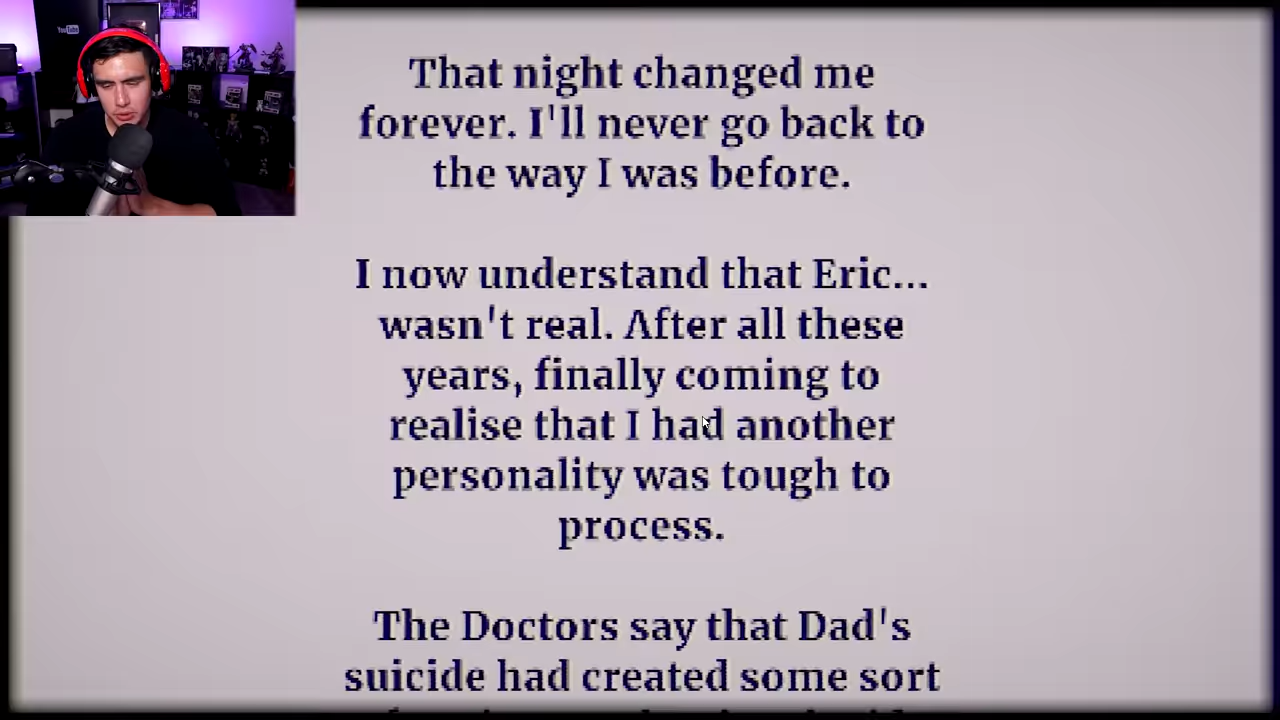 YouTube
That night changed me
forever. I'll never go back to
the way I was before.
I now understand that Eric...
wasn't real. After all these
years, finally coming to
realise that I had another
personality was tough to
process.
The Doctors say that Dad's
suicide had created some sort